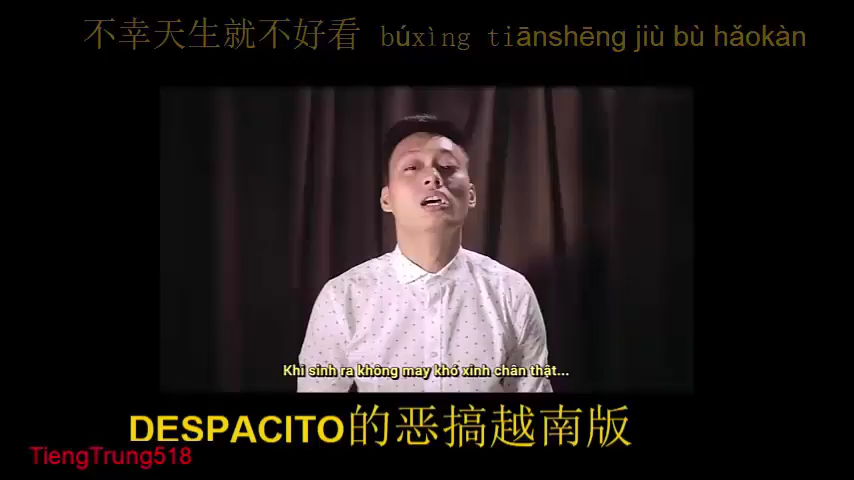 不幸天生就不好看 búxìng tiānshēng jiù bù hǎokàn
Khi sinh ra không may khó xinh chân thật...
DESPACITO的恶搞越南版
TiengTrung518